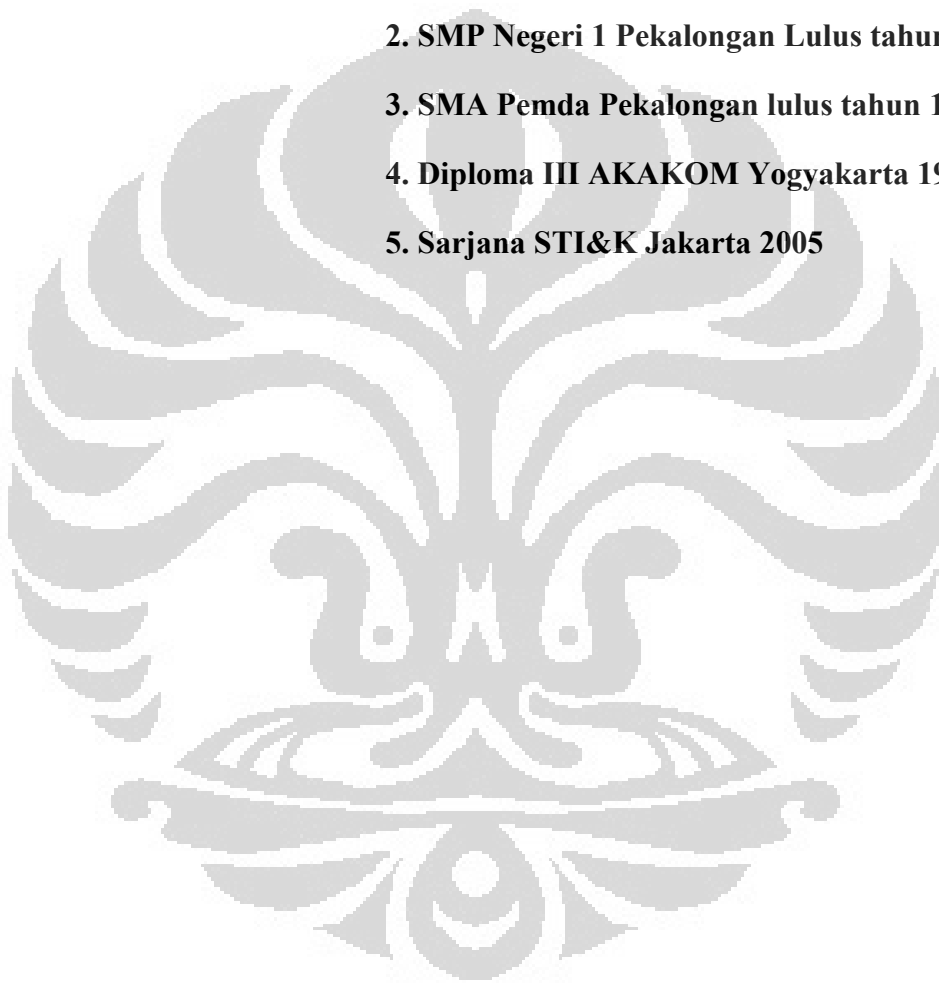 2. SMP Negeri 1 Pekalongan Lulus tahun
3. SMA Pemda Pekalongan lulus tahun 1
4. Diploma III AKAKOM Yogyakarta 19
5. Sarjana STI&K Jakarta 2005